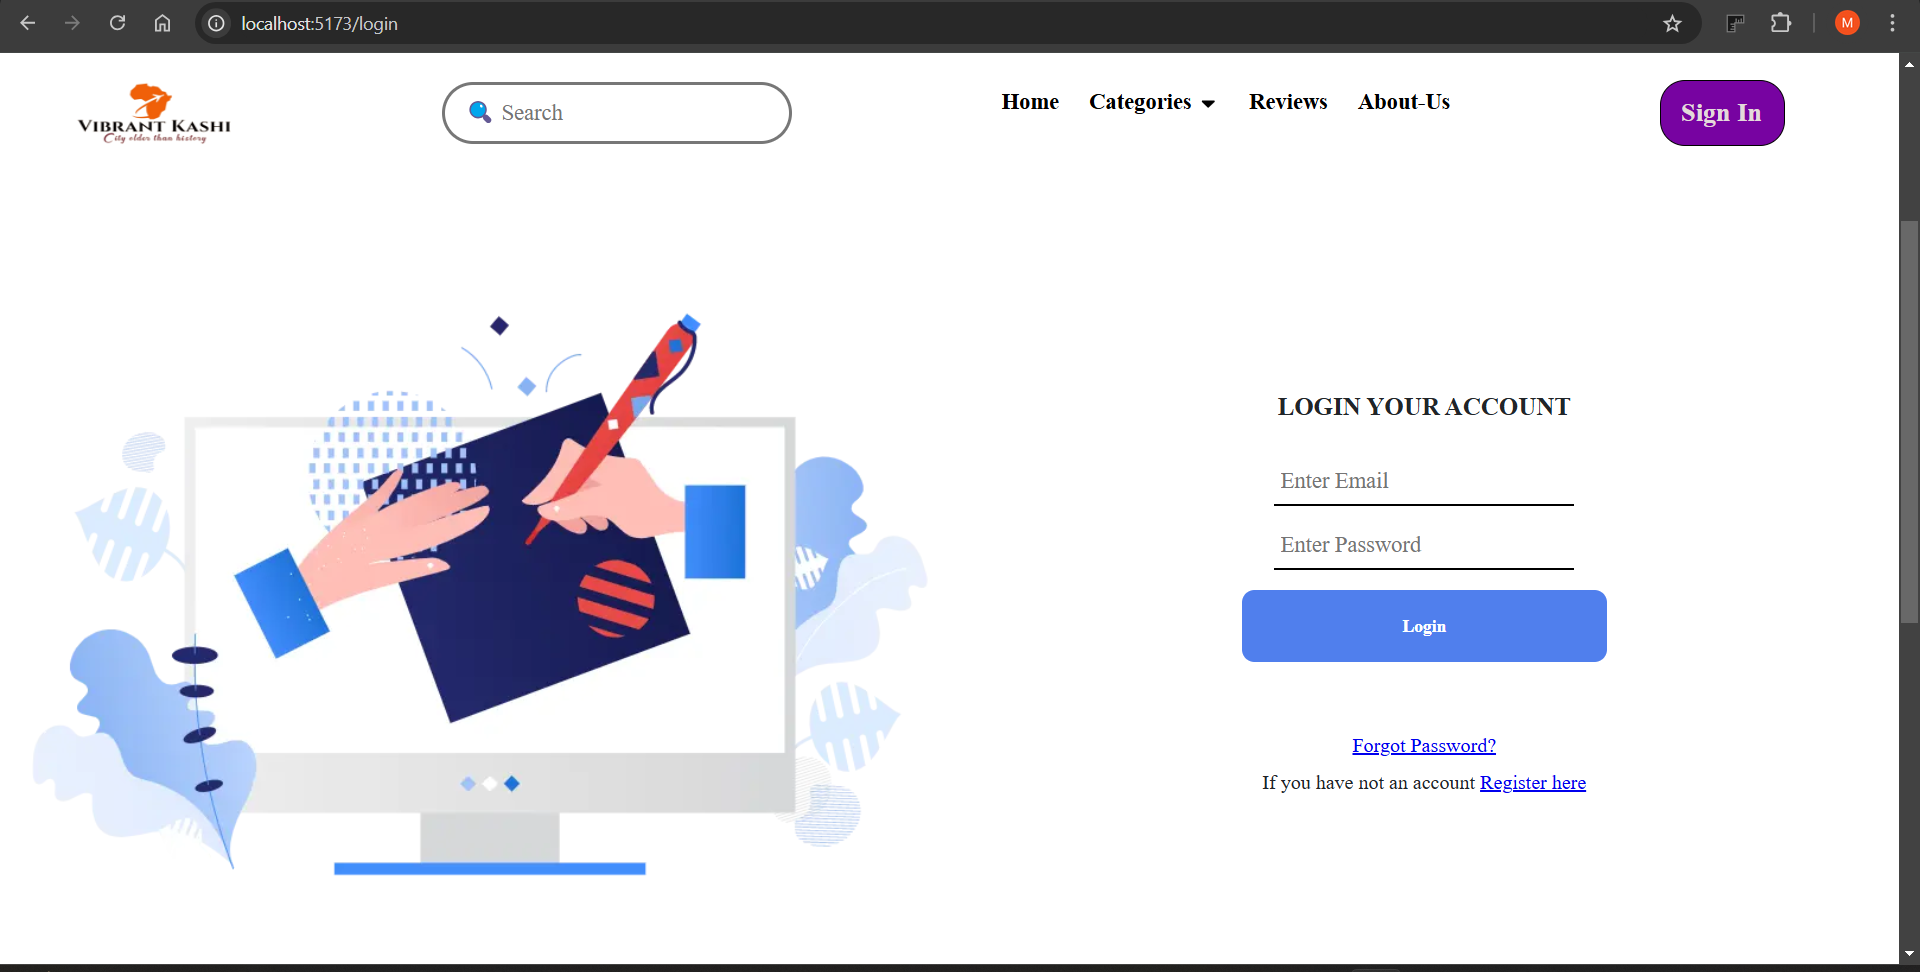 localhost:5173/login
M
VIBRANT KASHI
City older than history
Search
Home Categories Reviews About-Us
Sign In
LOGIN YOUR ACCOUNT
Enter Email
Enter Password
Login
Forgot Password?
If you have not an account Register here